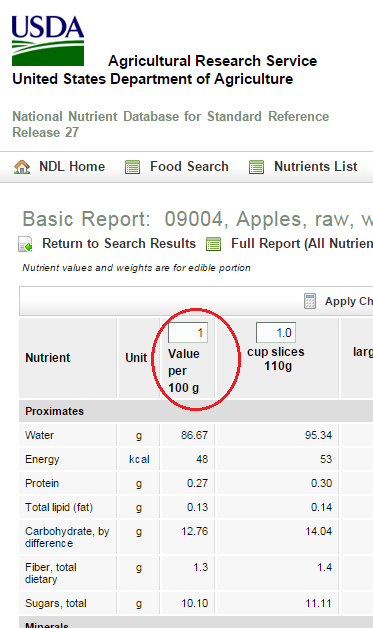 USDA
Agricultural Research Service
United States Department of Agriculture
National Nutrient Database for Standard Reference
Release 27
NDL Home Food Search Nutrients List
Basic Report: 09004, Apples, raw, w
Return to Search Results Full Report (All Nutrien
Nutrient values and weights are for edible portion
Apply Ch
Nutrient Unit 1 Value per 100 g 1.0 cup slices 110g larg
Proximates
Water g 86.67 95.34
Energy kcal 48 53
Protein g 0.27 0.30
Total lipid (fat) g 0.13 0.14
Carbohydrate, by difference g 12.76 14.04
Fiber, total dietary g 1.3 1.4
Sugars, total g 10.10 11.11
Minerals